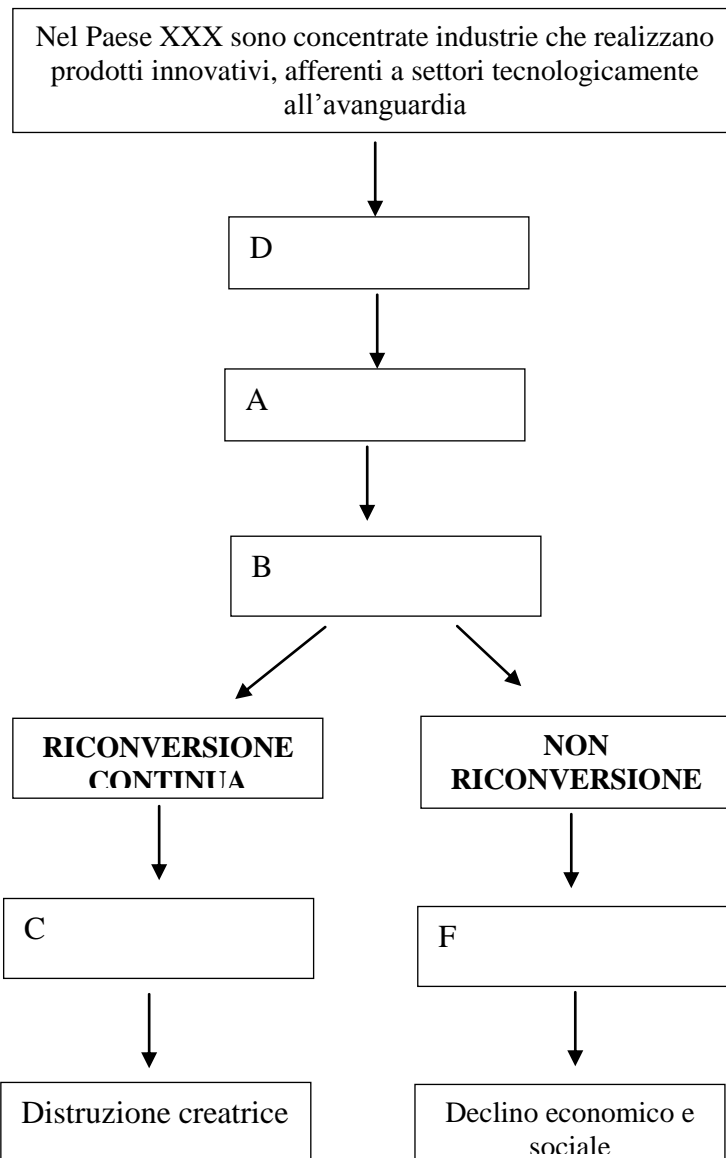 Nel Paese XXX sono concentrate industrie che realizzano
prodotti innovativi, afferenti a settori tecnologicamente
all'avanguardia
D
A
B
RICONVERSIONE
CONTINUA
NON
RICONVERSIONE
C
F
Distruzione creatrice
Declino economico e
sociale